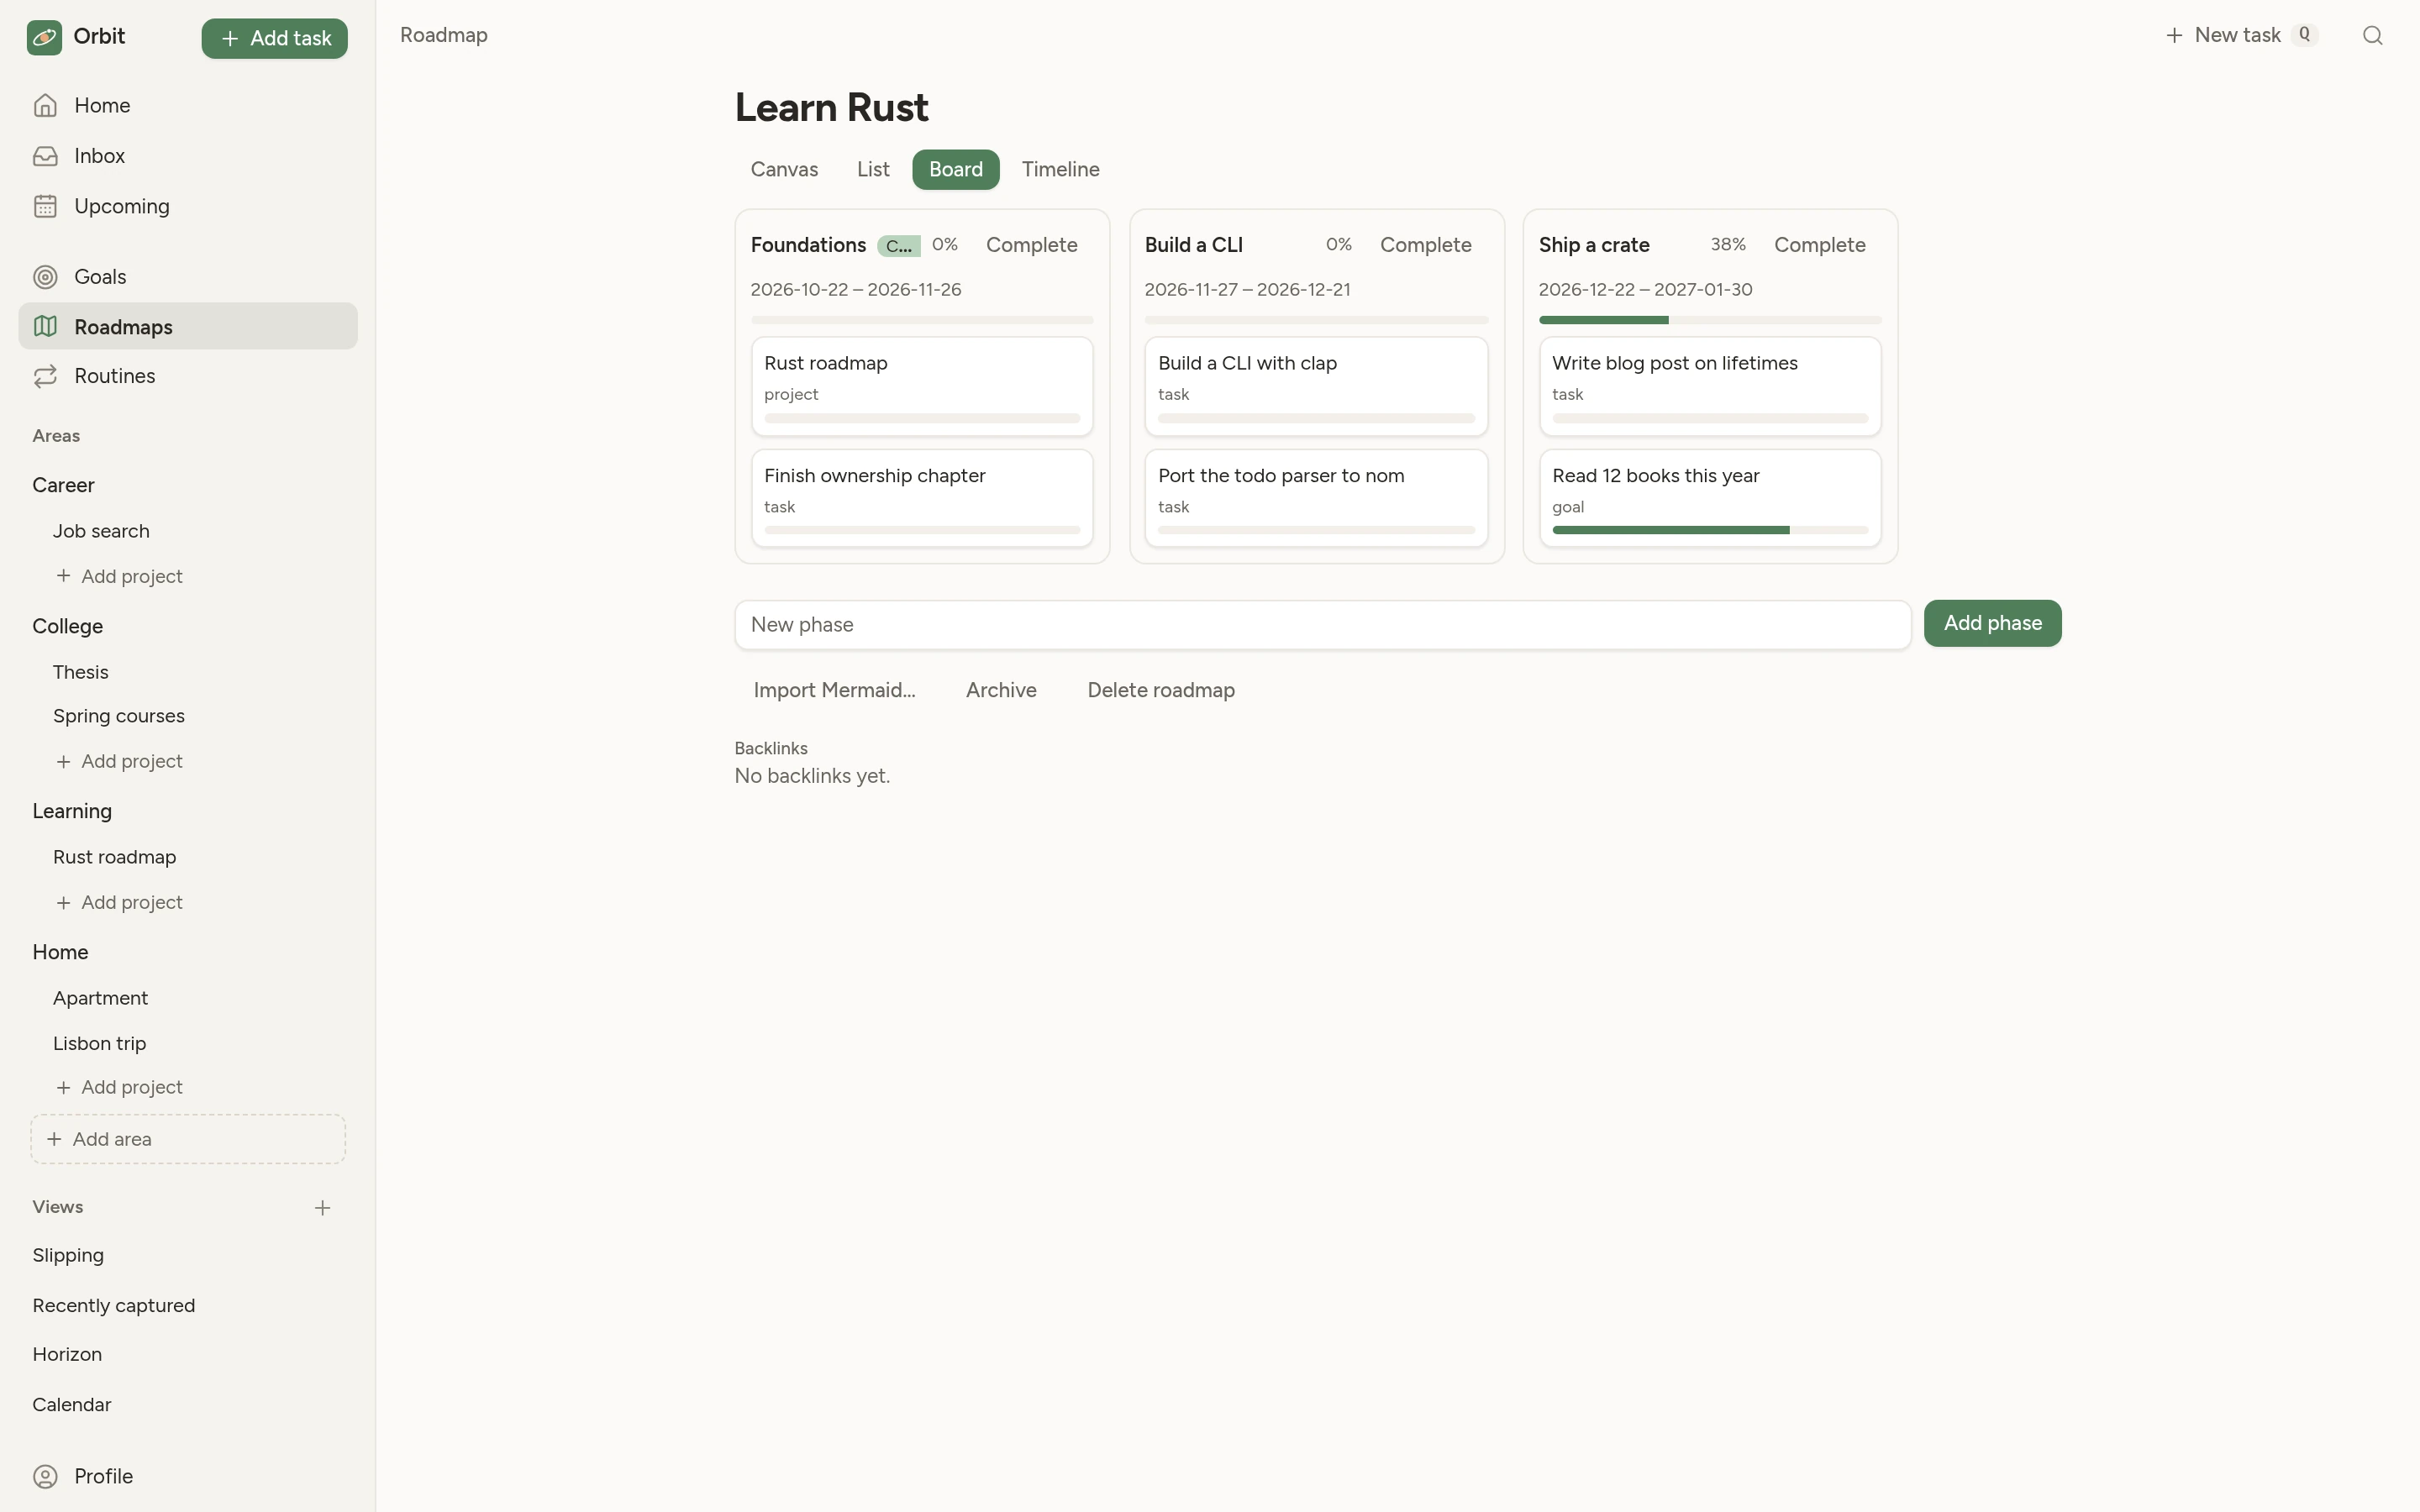 Orbit
+ Add task
Home
Inbox
Upcoming
Goals
Roadmaps
Routines
Areas
Career
Job search
+ Add project
College
Thesis
Spring courses
+ Add project
Learning
Rust roadmap
+ Add project
Home
Apartment
Lisbon trip
+ Add project
+ Add area
Views +
Slipping
Recently captured
Horizon
Calendar
Profile
Roadmap
+ New task Q
Learn Rust
Canvas List Board Timeline
Foundations C... 0% Complete
2026-10-22 – 2026-11-26
Rust roadmap
project
Finish ownership chapter
task
Build a CLI 0% Complete
2026-11-27 – 2026-12-21
Build a CLI with clap
task
Port the todo parser to nom
task
Ship a crate 38% Complete
2026-12-22 – 2027-01-30
Write blog post on lifetimes
task
Read 12 books this year
goal
New phase Add phase
Import Mermaid... Archive Delete roadmap
Backlinks
No backlinks yet.